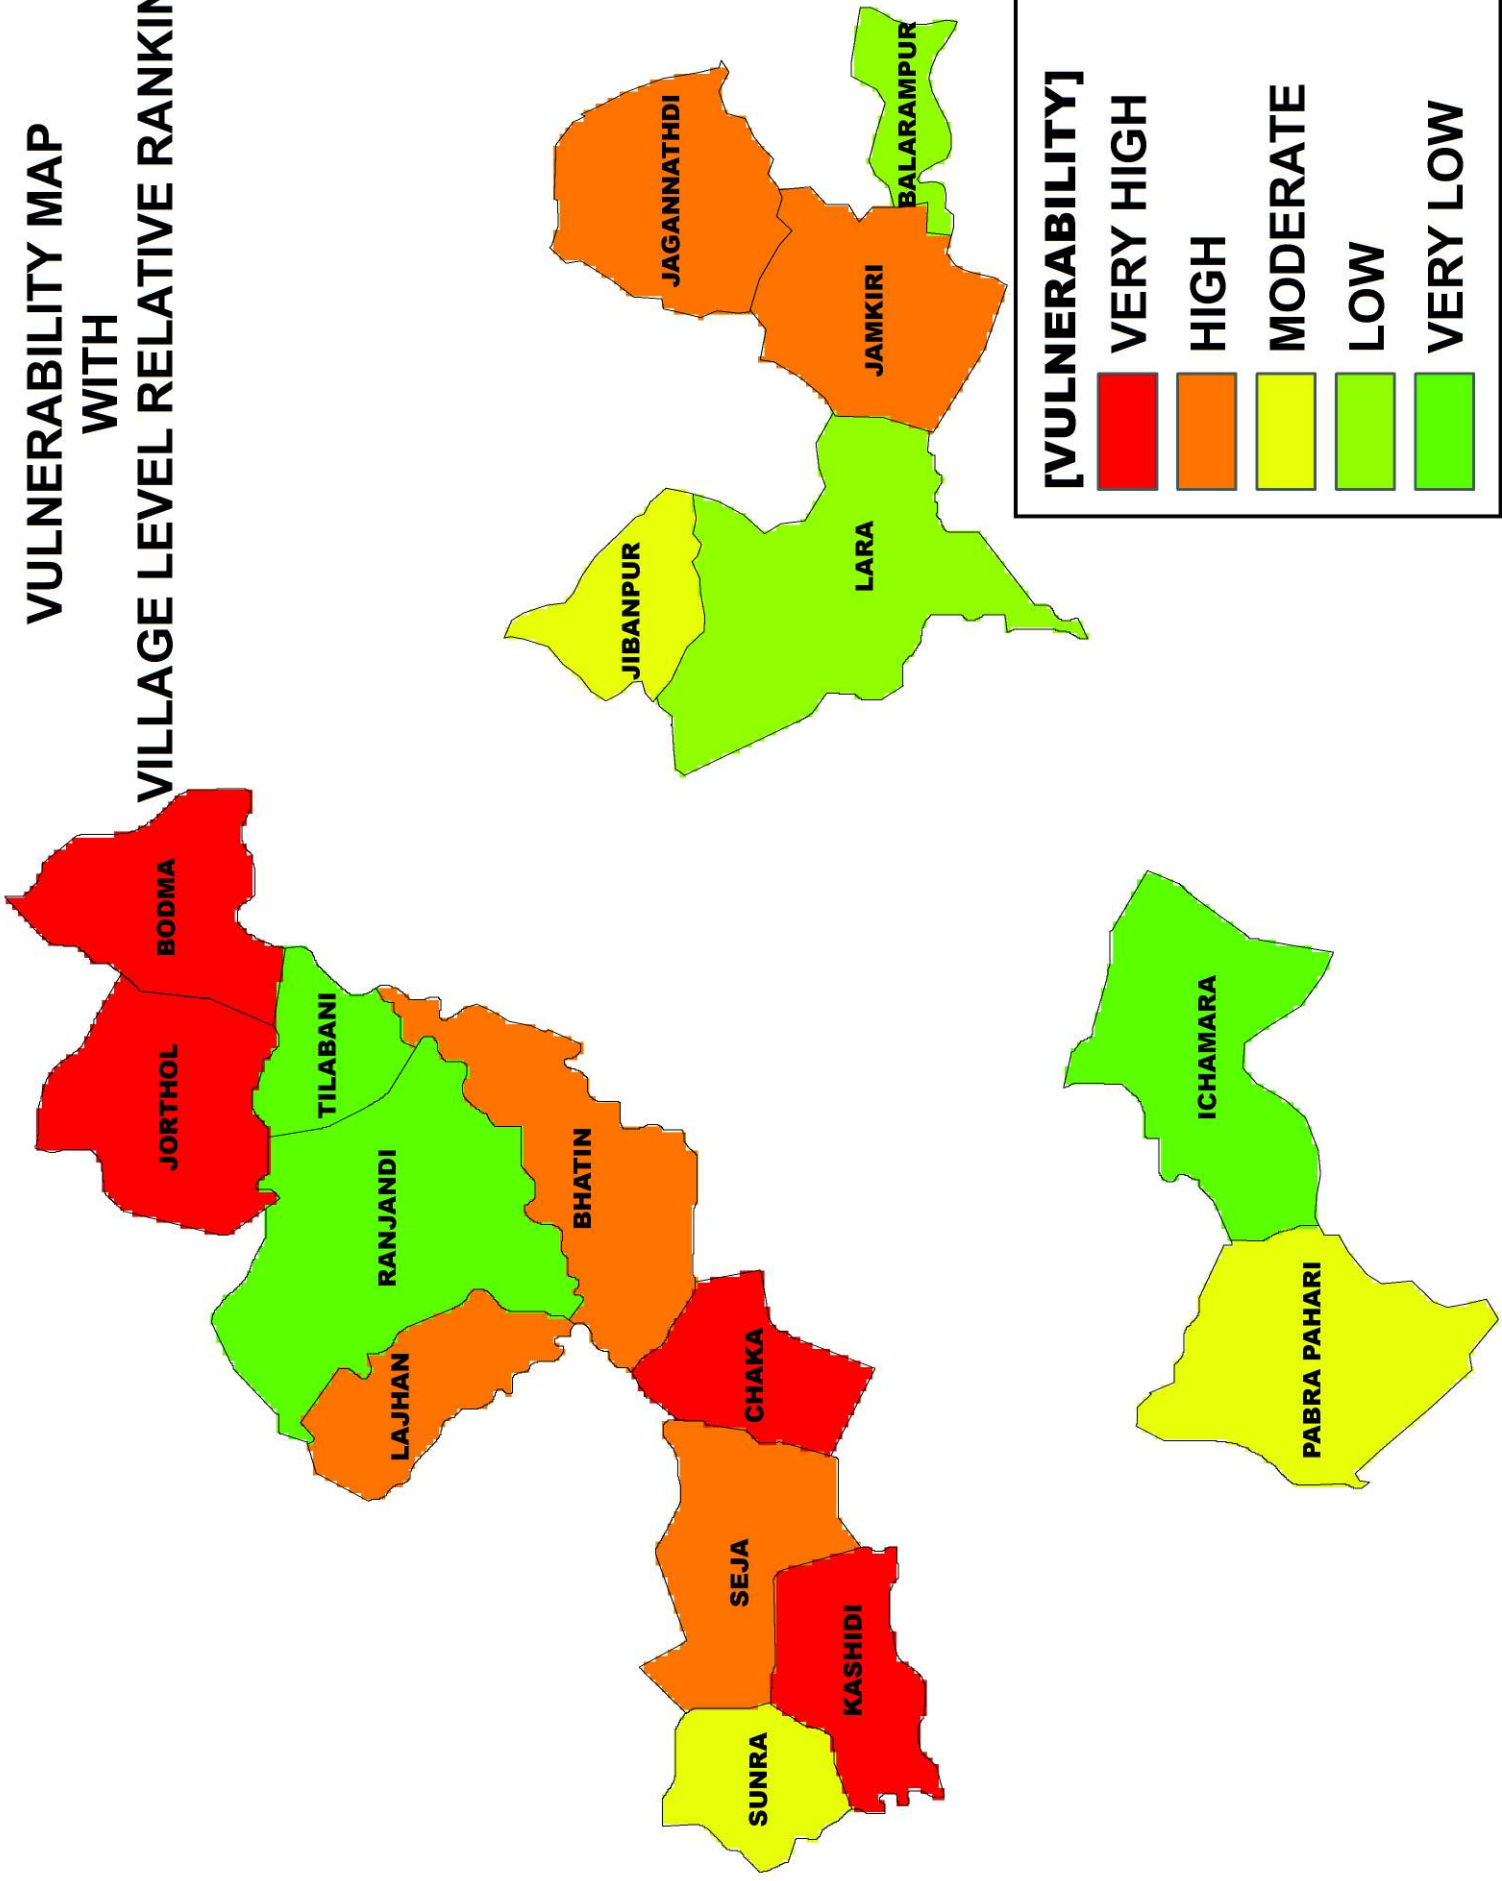 VULNERABILITY MAP
WITH
VILLAGE LEVEL RELATIVE RANKIN
BODMA
JORTHOL
TILABANI
RANJANDI
LAJHAN
BHATIN
CHAKA
SEJA
KASHIDI
SUNRA
JIBANPUR
JAGANNATHDI
LARA
JAMKIRI
BALARAMPUR
ICHAMARA
PABRA PAHARI
[VULNERABILITY]
VERY HIGH
HIGH
MODERATE
LOW
VERY LOW